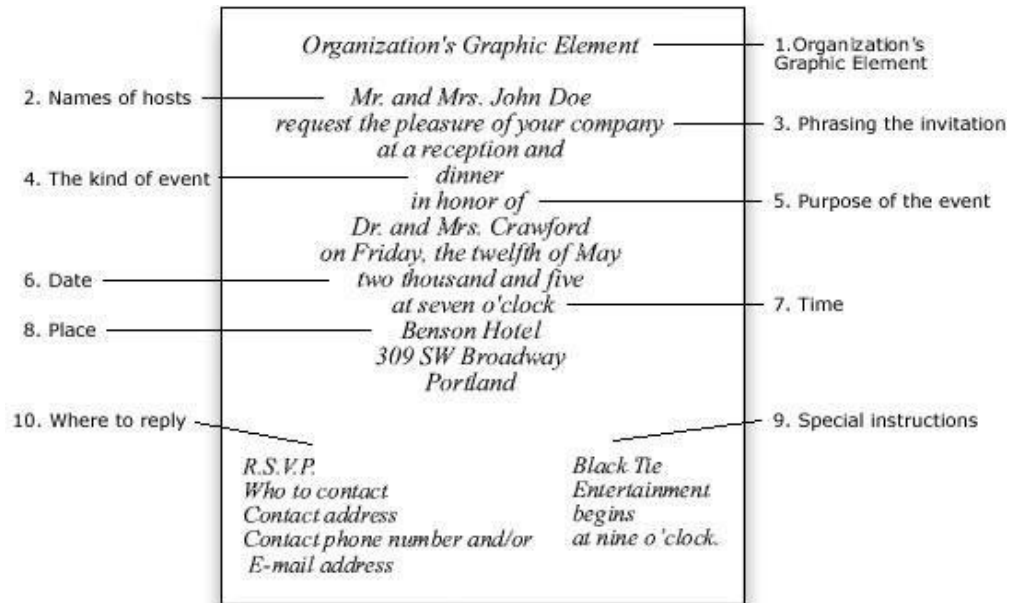 Organization's Graphic Element
1.Organization's
Graphic Element
2. Names of hosts
Mr. and Mrs. John Doe
request the pleasure of your company
3. Phrasing the invitation
at a reception and
4. The kind of event
dinner
in honor of
5. Purpose of the event
Dr. and Mrs. Crawford
on Friday, the twelfth of May
6. Date
two thousand and five
at seven o'clock
7. Time
8. Place
Benson Hotel
309 SW Broadway
Portland
10. Where to reply
9. Special instructions
R.S.V.P.
Who to contact
Contact address
Contact phone number and/or
E-mail address
Black Tie
Entertainment
begins
at nine o'clock.